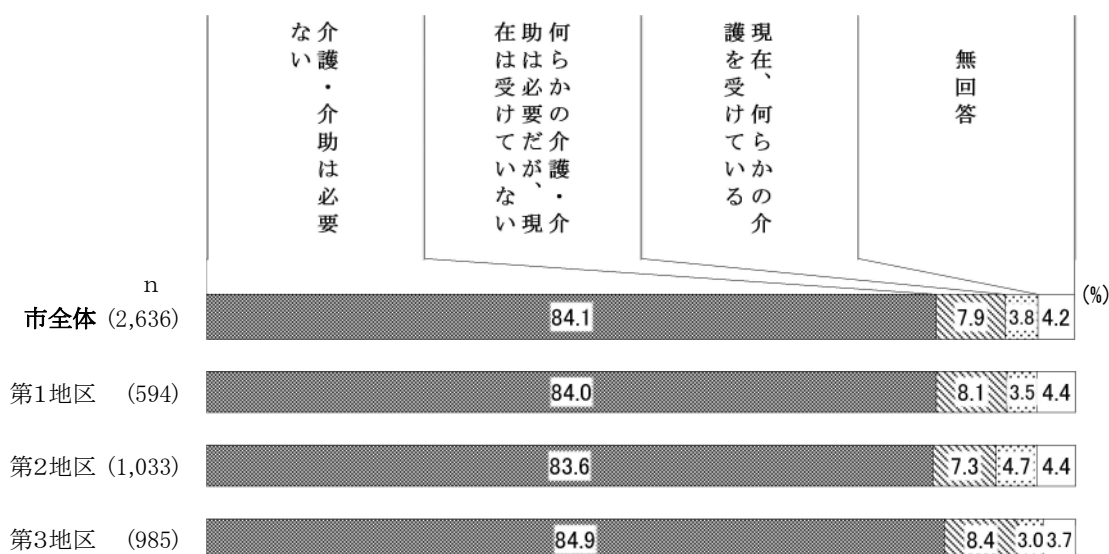 介護・介助は必要
ない
何らかの介護・介
助は必要だが、現
在は受けていない
現在、何らかの介
護を受けている
無回答
(%)
n
市全体 (2,636) 84.1 7.9 3.8 4.2
第1地区 (594) 84.0 8.1 3.5 4.4
第2地区 (1,033) 83.6 7.3 4.7 4.4
第3地区 (985) 84.9 8.4 3.0 3.7